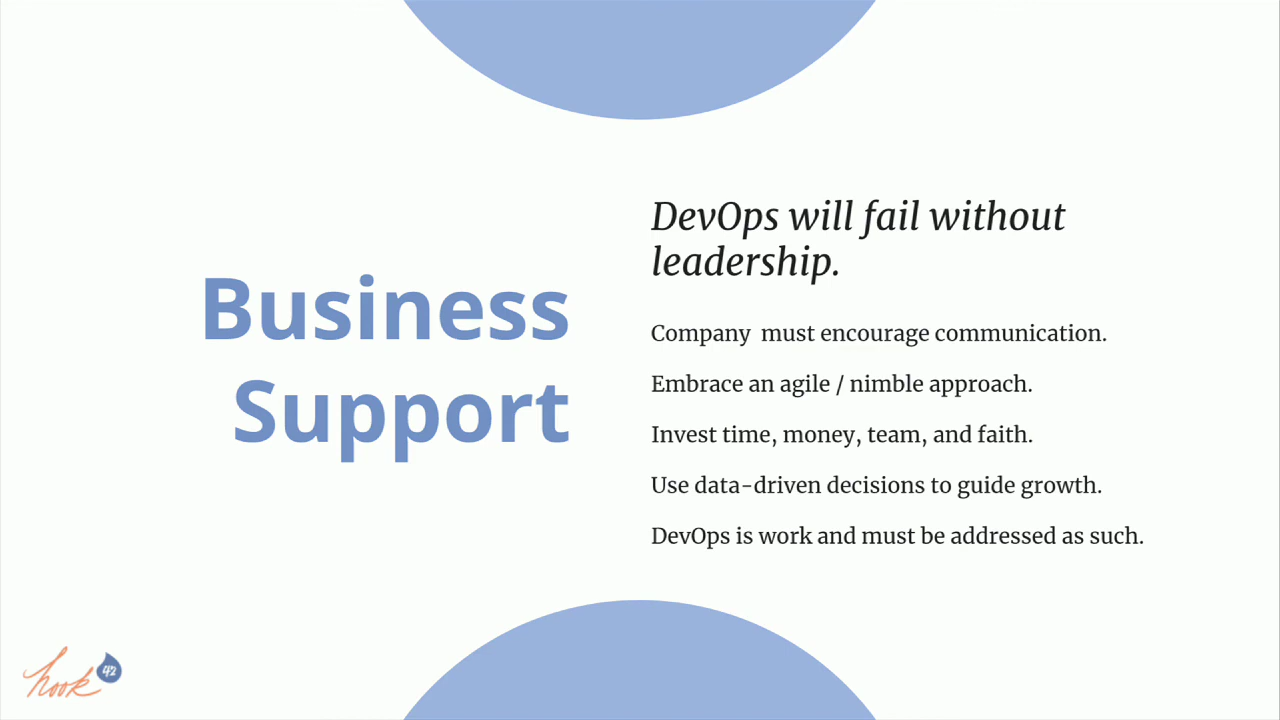 Business
Support
DevOps will fail without
leadership.
Company  must encourage communication.
Embrace an agile / nimble approach.
Invest time, money, team, and faith.
Use data-driven decisions to guide growth.
DevOps is work and must be addressed as such.
hook 42